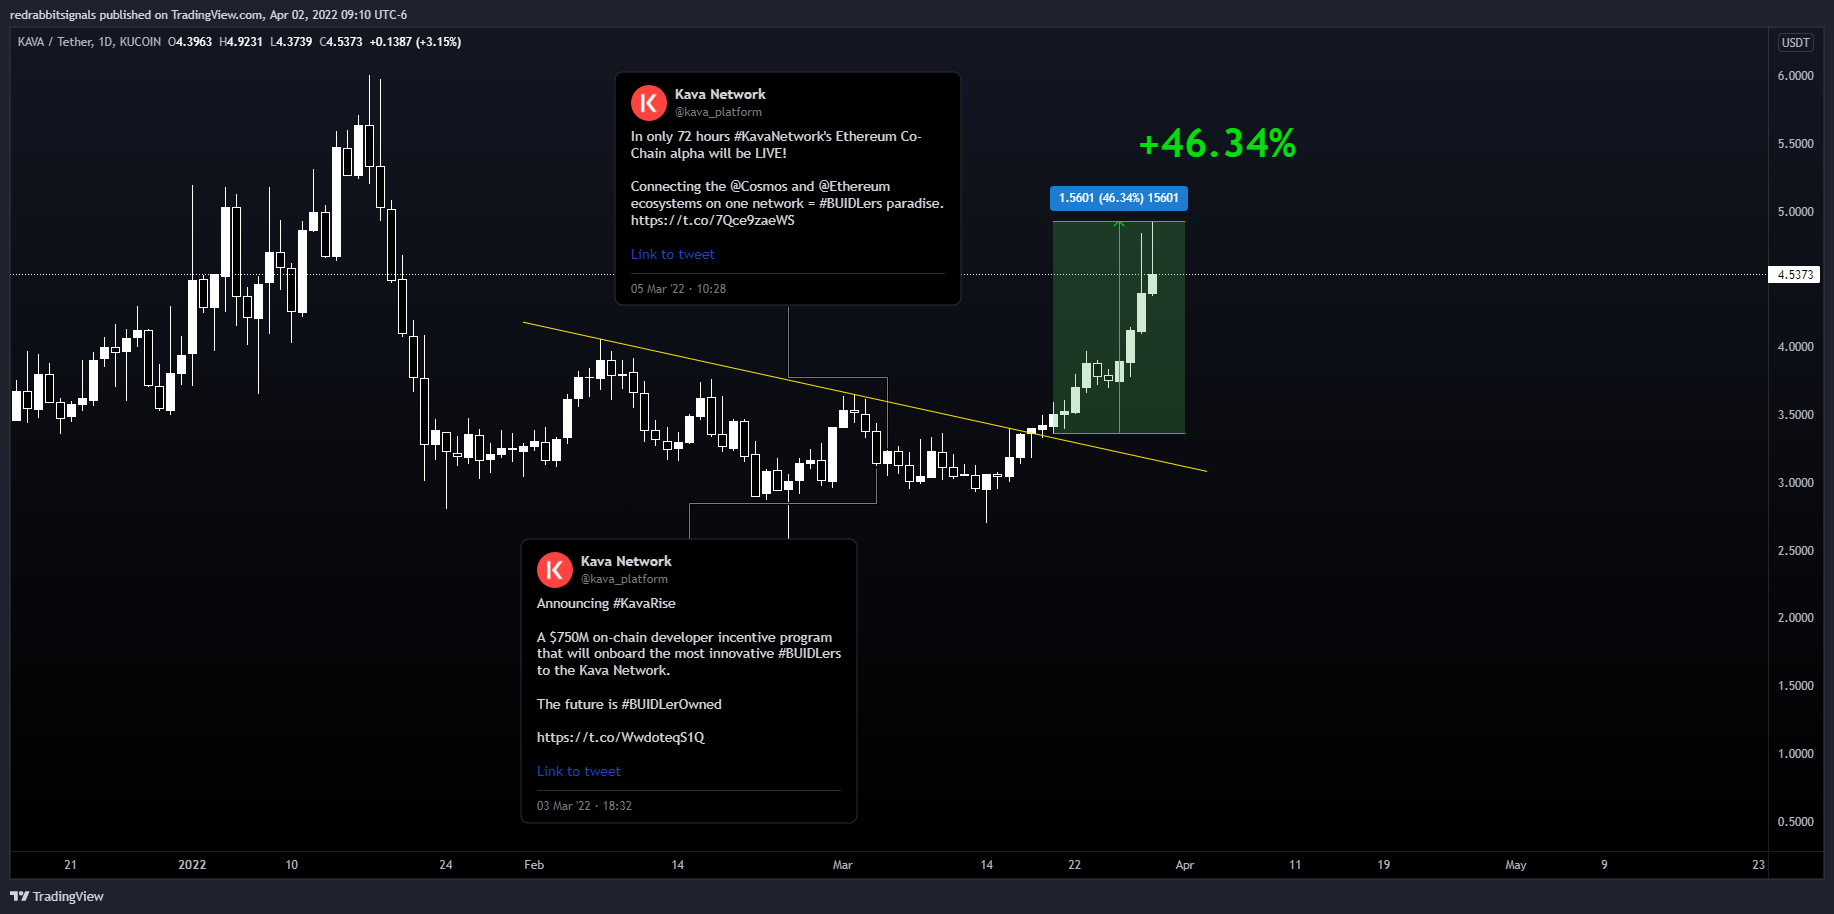 redrabbitsignals published on TradingView.com, Apr 02, 2022 09:10 UTC-6
KAVA / Tether, 1D, KUCOIN O4.3963 H4.9231 L4.3739 C4.5373 +0.1387 (+3.15%)
USDT
6.0000
5.5000
5.0000
4.5373
4.0000
3.5000
3.0000
2.5000
2.0000
1.5000
1.0000
0.5000
Kava Network
@kava_platform
In only 72 hours #KavaNetwork's Ethereum Co-
Chain alpha will be LIVE!
Connecting the @Cosmos and @Ethereum
ecosystems on one network = #BUIDLers paradise.
https://t.co/7Qce9zaeWS
Link to tweet
05 Mar '22 · 10:28
+46.34%
1.5601 (46.34%) 15601
Kava Network
@kava_platform
Announcing #KavaRise
A $750M on-chain developer incentive program
that will onboard the most innovative #BUIDLers
to the Kava Network.
The future is #BUIDLerOwned
https://t.co/WwdoteqS1Q
Link to tweet
03 Mar '22 · 18:32
21 2022 10 24 Feb 14 Mar 14 22 Apr 11 19 May 9 23
TradingView